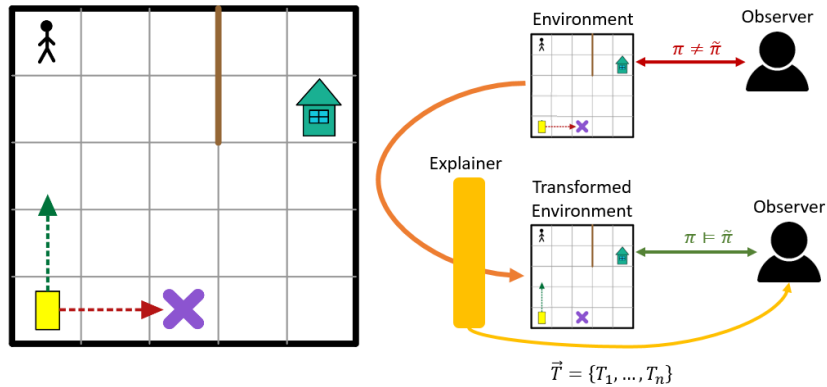 Environment
Observer
π ≠ π̃
Explainer
Transformed
Environment
Observer
π ⊨ π̃
T⃗ = {T₁, ..., Tₙ}